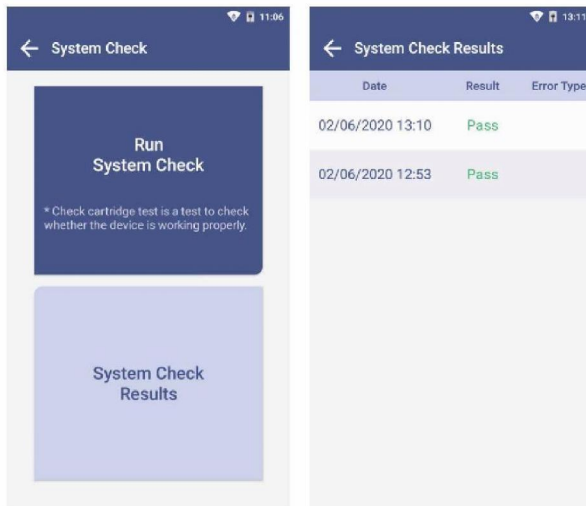 11:06
System Check
Run
System Check
* Check cartridge test is a test to check
whether the device is working properly.
System Check
Results
13:11
System Check Results
Date Result Error Type
02/06/2020 13:10 Pass
02/06/2020 12:53 Pass